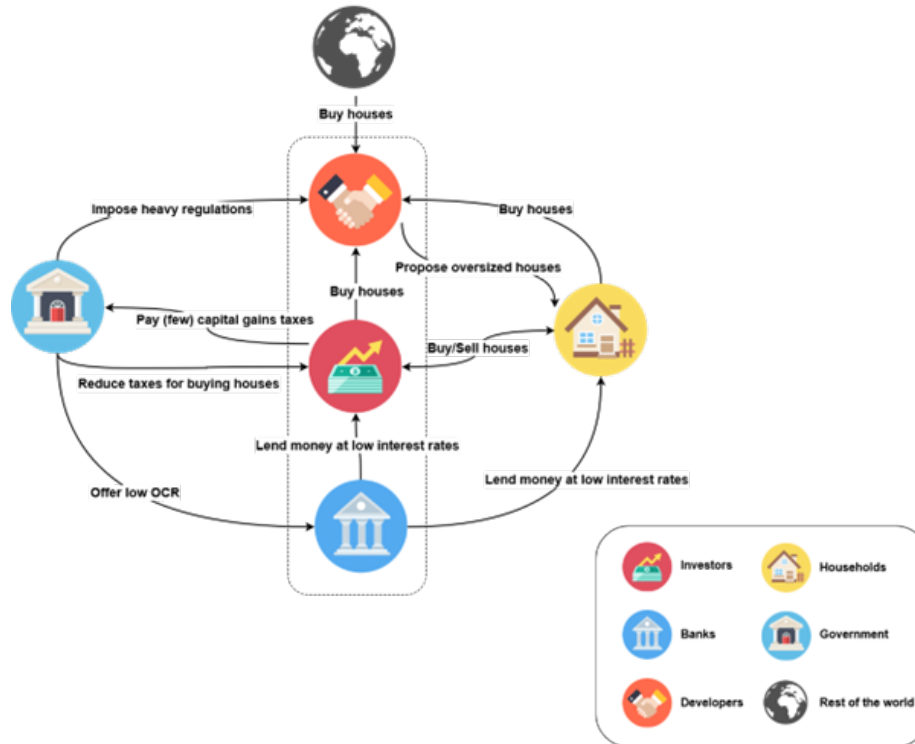 Buy houses
Impose heavy regulations
Buy houses
Propose oversized houses
Buy houses
Pay (few) capital gains taxes
Buy/Sell houses
Reduce taxes for buying houses
Lend money at low interest rates
Lend money at low interest rates
Offer low OCR
Investors
Households
Banks
Government
Developers
Rest of the world